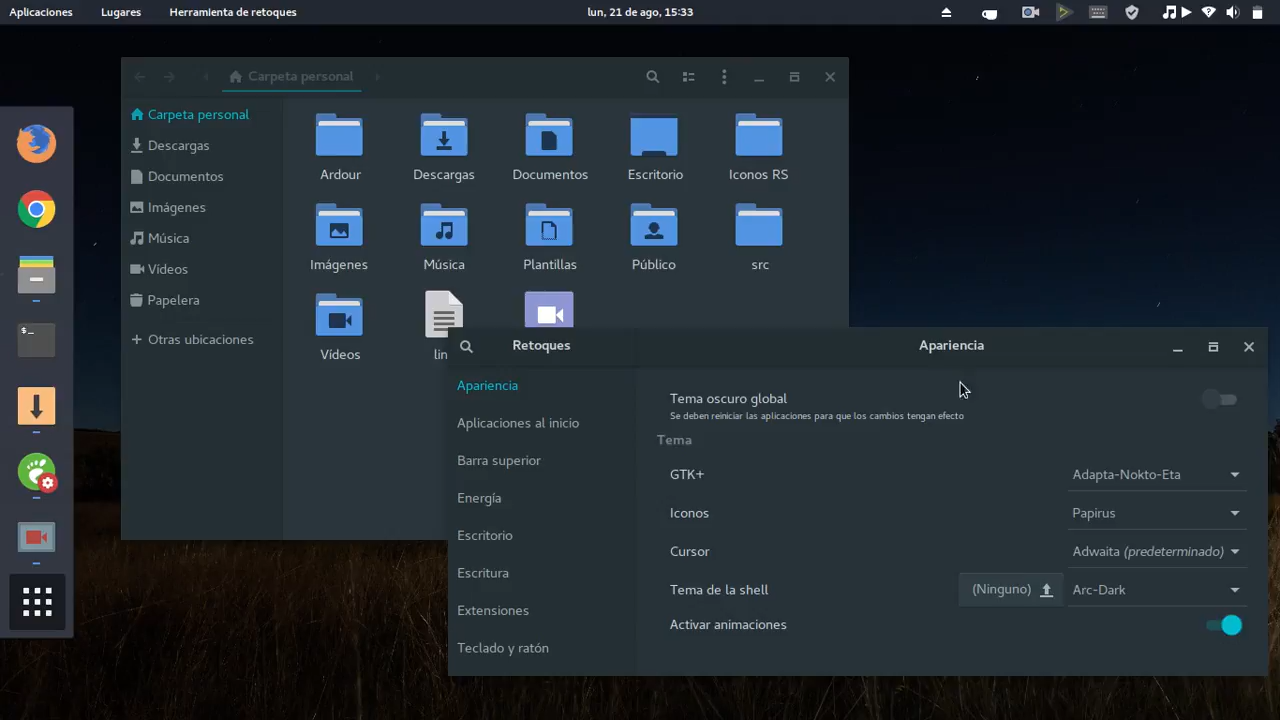 Aplicaciones Lugares Herramienta de retoques lun, 21 de ago, 15:33
Carpeta personal
Carpeta personal
Descargas
Documentos
Imágenes
Música
Vídeos
Papelera
+ Otras ubicaciones
Ardour Descargas Documentos Escritorio Iconos RS
Imágenes Música Plantillas Público src
Vídeos lin
$_
Retoques Apariencia
Apariencia
Aplicaciones al inicio
Barra superior
Energía
Escritorio
Escritura
Extensiones
Teclado y ratón
Tema oscuro global
Se deben reiniciar las aplicaciones para que los cambios tengan efecto
Tema
GTK+ Adapta-Nokto-Eta
Iconos Papirus
Cursor Adwaita (predeterminado)
Tema de la shell (Ninguno) Arc-Dark
Activar animaciones